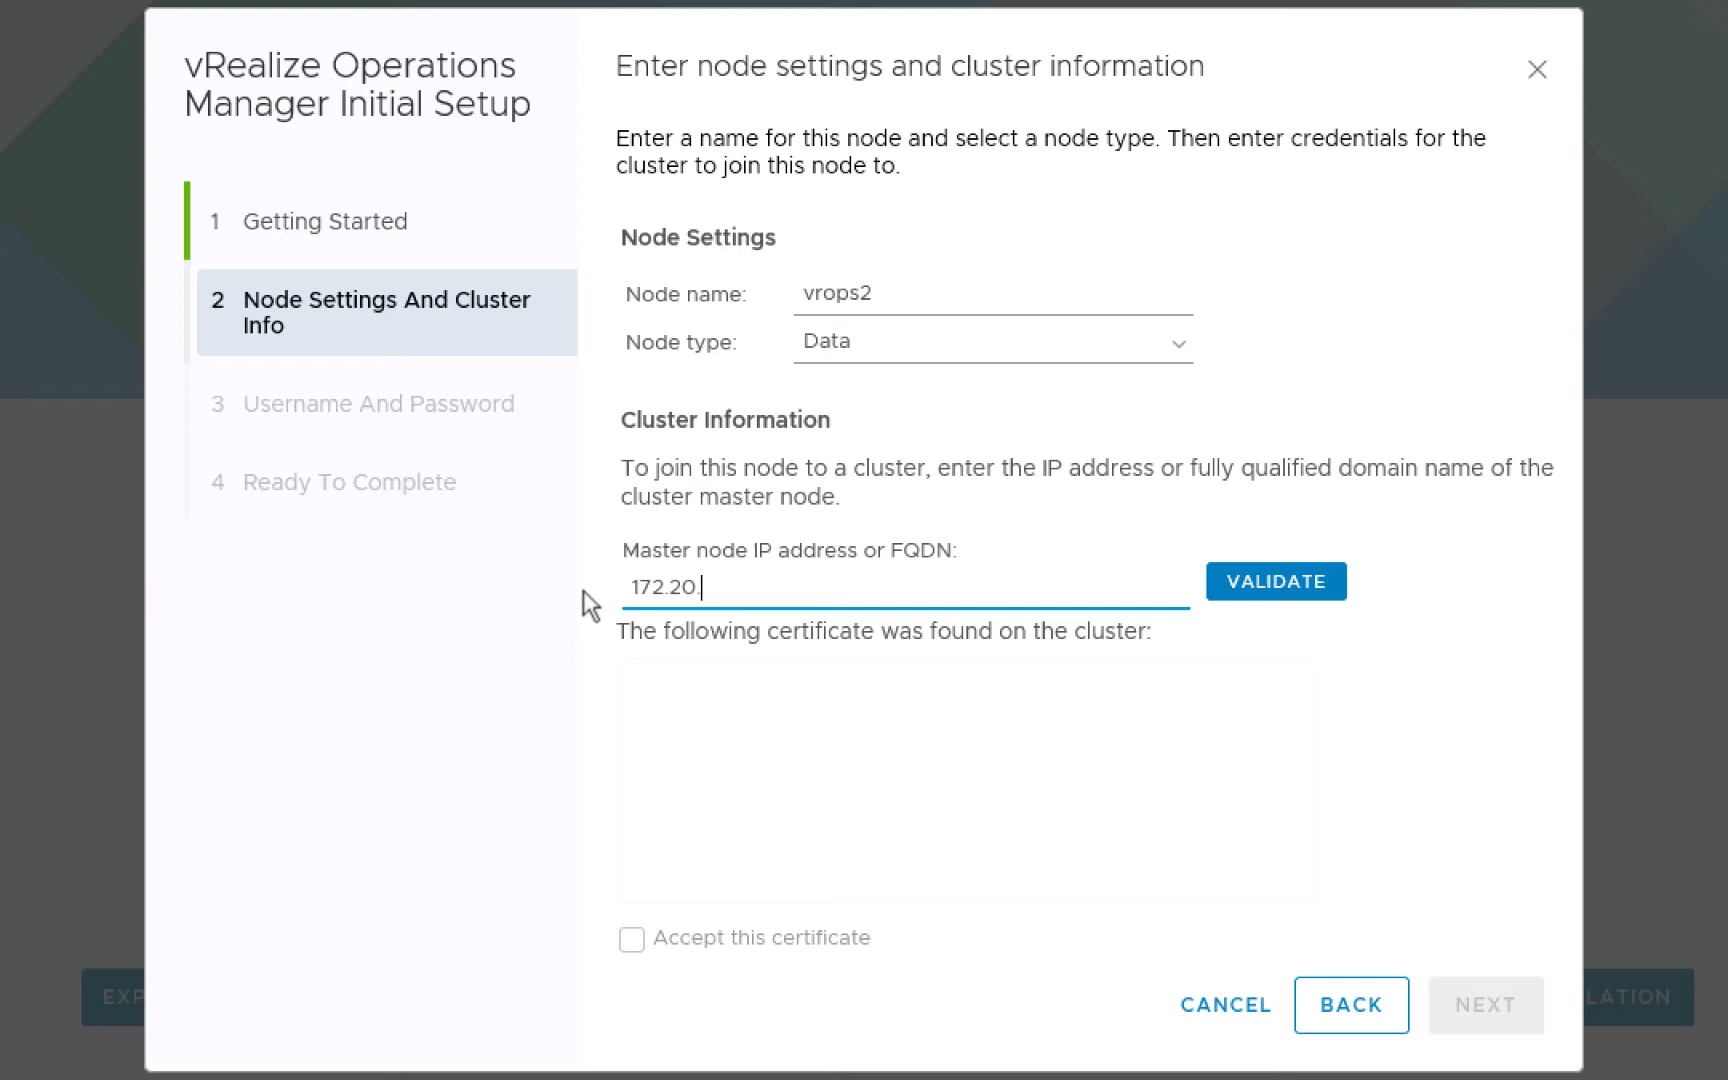 vRealize Operations
Manager Initial Setup
1 Getting Started
2 Node Settings And Cluster
Info
3 Username And Password
4 Ready To Complete
Enter node settings and cluster information
Enter a name for this node and select a node type. Then enter credentials for the
cluster to join this node to.
Node Settings
Node name: vrops2
Node type: Data
Cluster Information
To join this node to a cluster, enter the IP address or fully qualified domain name of the
cluster master node.
Master node IP address or FQDN:
172.20.
VALIDATE
The following certificate was found on the cluster:
Accept this certificate
EXP
CANCEL
BACK
NEXT
LATION